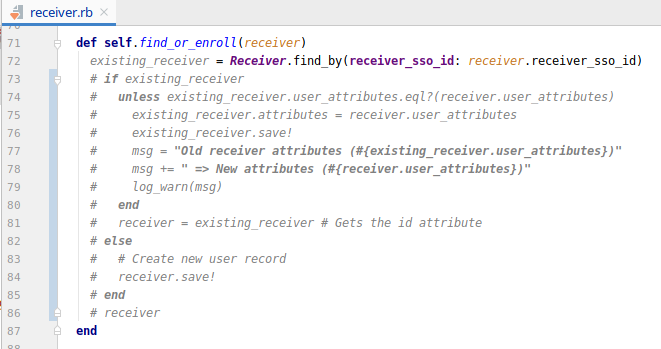 receiver.rb
71 def self.find_or_enroll(receiver)
72 existing_receiver = Receiver.find_by(receiver_sso_id: receiver.receiver_sso_id)
73 # if existing_receiver
74 #   unless existing_receiver.user_attributes.eql?(receiver.user_attributes)
75 #     existing_receiver.attributes = receiver.user_attributes
76 #     existing_receiver.save!
77 #     msg = "Old receiver attributes (#{existing_receiver.user_attributes})"
78 #     msg += " => New attributes (#{receiver.user_attributes})"
79 #     log_warn(msg)
80 #   end
81 #   receiver = existing_receiver # Gets the id attribute
82 # else
83 #   # Create new user record
84 #   receiver.save!
85 # end
86 # receiver
87 end